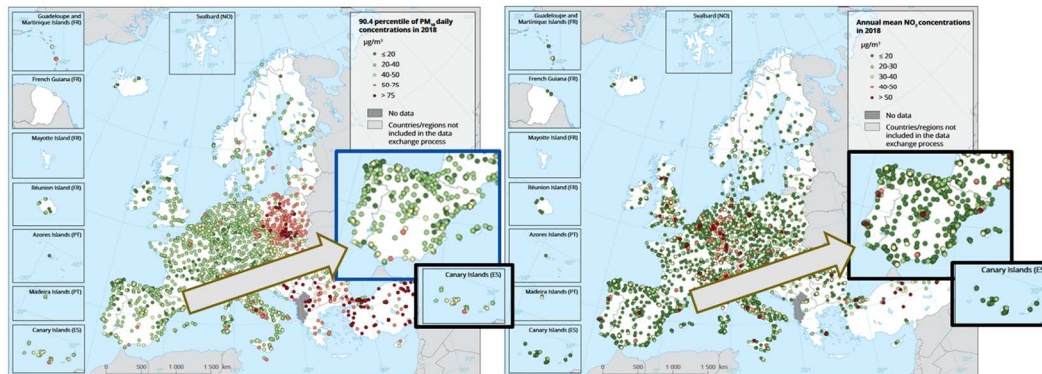 Guadeloupe and
Martinique Islands (FR)
French Guiana (FR)
Mayotte Island (FR)
Réunion Island (FR)
Azores Islands (PT)
Madeira Islands (PT)
Canary Islands (ES)
Svalbard (NO)
90.4 percentile of PM₁₀ daily
concentrations in 2018
µg/m³
≤ 20
20-40
40-50
50-75
> 75
No data
Countries/regions not
included in the data
exchange process
Canary Islands (ES)
0 500 1 000 1 500 km
Guadeloupe and
Martinique Islands (FR)
French Guiana (FR)
Mayotte Island (FR)
Réunion Island (FR)
Azores Islands (PT)
Madeira Islands (PT)
Canary Islands (ES)
Svalbard (NO)
Annual mean NO₂ concentrations
in 2018
µg/m³
≤ 20
20-30
30-40
40-50
> 50
No data
Countries/regions not
included in the data
exchange process
Canary Islands (ES
0 500 1 000 1 500 km